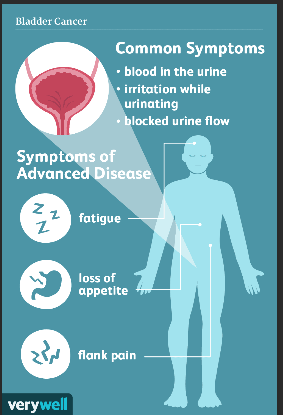 Bladder Cancer
Common Symptoms
• blood in the urine
• irritation while
urinating
• blocked urine flow
Symptoms of
Advanced Disease
z z z z
fatigue
loss of
appetite
flank pain
verywell